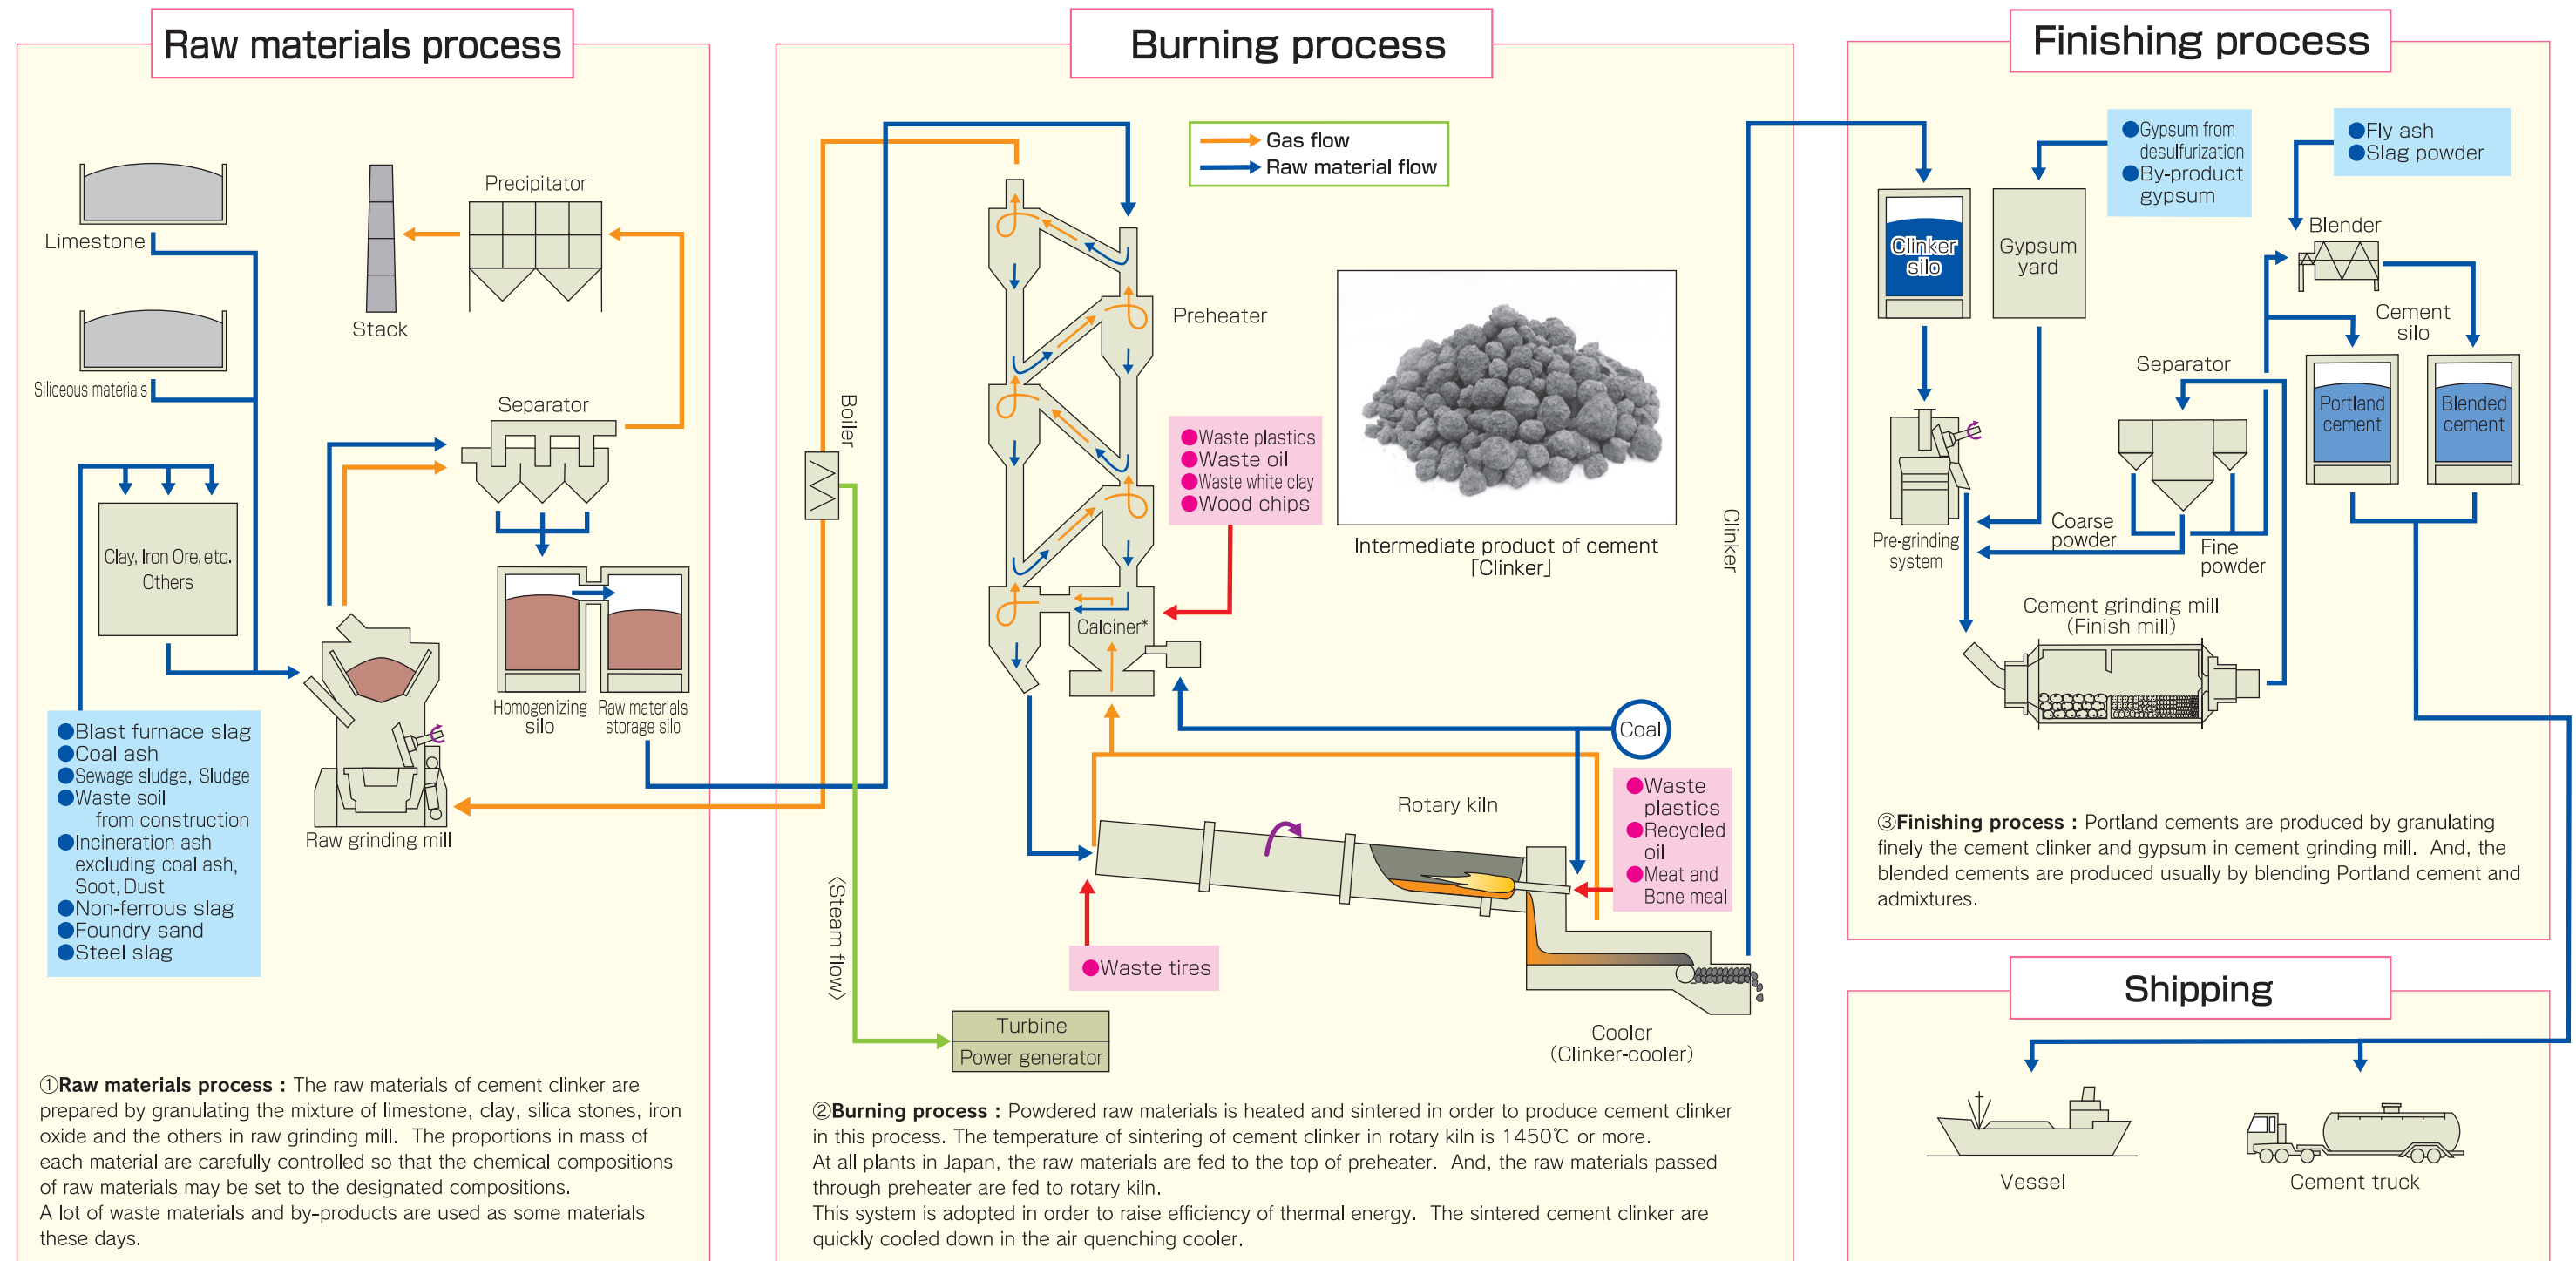 Raw materials process
Limestone
Siliceous materials
Stack
Precipitator
Separator
Clay, Iron Ore, etc.
Others
Homogenizing
silo
Raw materials
storage silo
Raw grinding mill
●Blast furnace slag
●Coal ash
●Sewage sludge, Sludge
●Waste soil
from construction
●Incineration ash
excluding coal ash,
Soot, Dust
●Non-ferrous slag
●Foundry sand
●Steel slag
①Raw materials process : The raw materials of cement clinker are
prepared by granulating the mixture of limestone, clay, silica stones, iron
oxide and the others in raw grinding mill. The proportions in mass of
each material are carefully controlled so that the chemical compositions
of raw materials may be set to the designated compositions.
A lot of waste materials and by-products are used as some materials
these days.
Burning process
Gas flow
Raw material flow
Preheater
Boiler
●Waste plastics
●Waste oil
●Waste white clay
●Wood chips
Intermediate product of cement
「Clinker」
Clinker
Calciner*
Coal
●Waste
plastics
●Recycled
oil
●Meat and
Bone meal
Rotary kiln
〈Steam flow〉
●Waste tires
Turbine
Power generator
Cooler
(Clinker-cooler)
②Burning process : Powdered raw materials is heated and sintered in order to produce cement clinker
in this process. The temperature of sintering of cement clinker in rotary kiln is 1450℃ or more.
At all plants in Japan, the raw materials are fed to the top of preheater. And, the raw materials passed
through preheater are fed to rotary kiln.
This system is adopted in order to raise efficiency of thermal energy. The sintered cement clinker are
quickly cooled down in the air quenching cooler.
Finishing process
●Gypsum from
desulfurization
●By-product
gypsum
●Fly ash
●Slag powder
Clinker
silo
Gypsum
yard
Blender
Cement
silo
Separator
Portland
cement
Blended
cement
Pre-grinding
system
Coarse
powder
Fine
powder
Cement grinding mill
(Finish mill)
③Finishing process : Portland cements are produced by granulating
finely the cement clinker and gypsum in cement grinding mill. And, the
blended cements are produced usually by blending Portland cement and
admixtures.
Shipping
Vessel
Cement truck